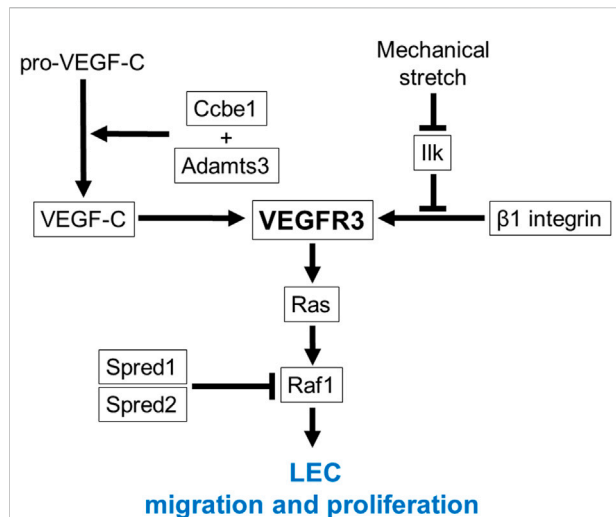 pro-VEGF-C
Mechanical
stretch
Ccbe1
+
Adamts3
Ilk
VEGF-C
VEGFR3
β1 integrin
Ras
Spred1
Spred2
Raf1
LEC
migration and proliferation